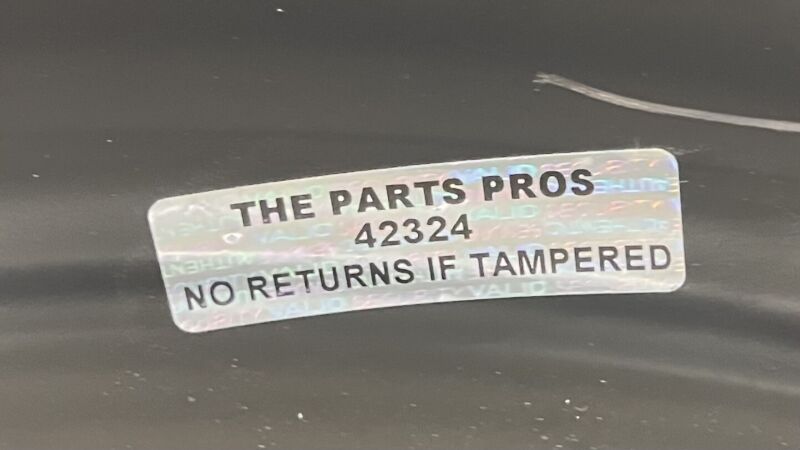 THE PARTS PROS
42324
NO RETURNS IF TAMPERED